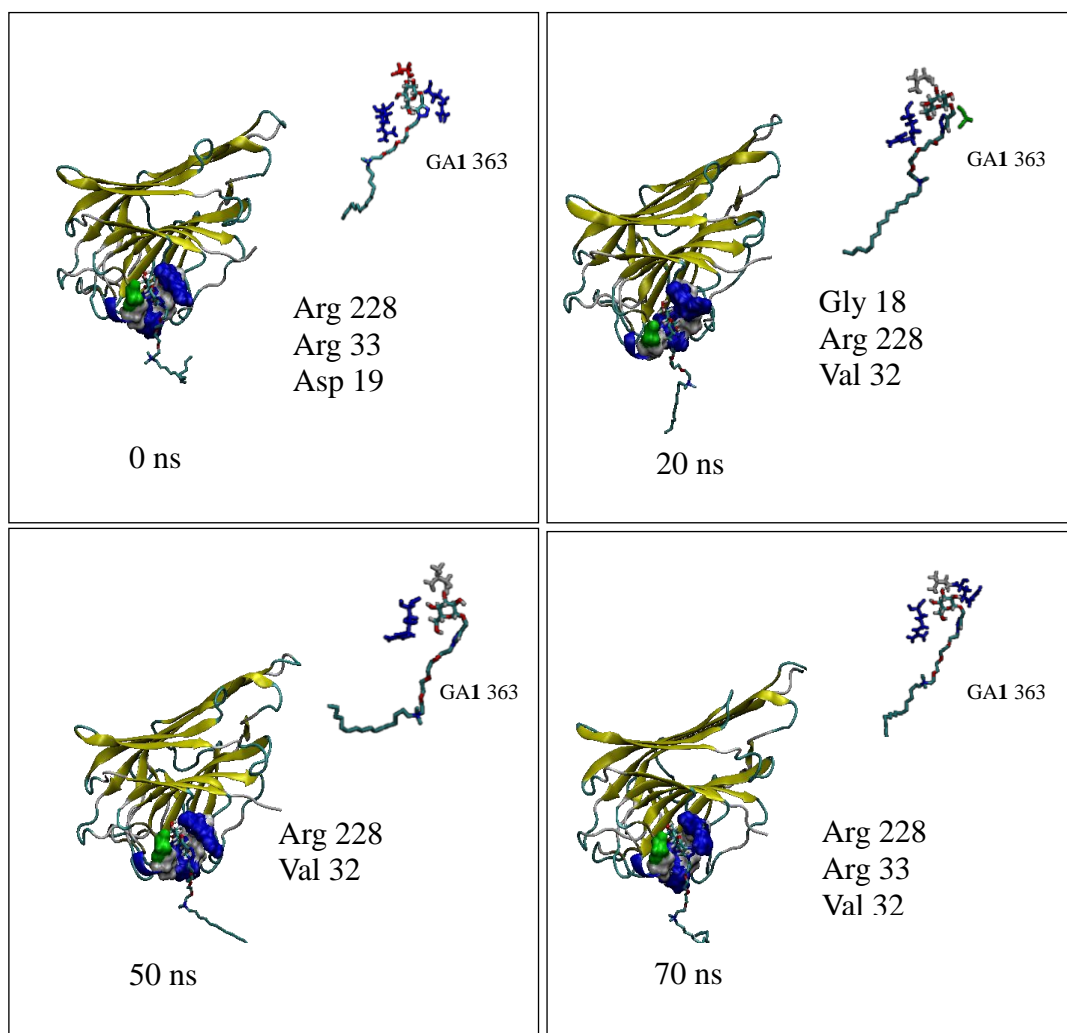 GA1 363
Arg 228
Arg 33
Asp 19
0 ns
GA1 363
Gly 18
Arg 228
Val 32
20 ns
GA1 363
Arg 228
Val 32
50 ns
GA1 363
Arg 228
Arg 33
Val 32
70 ns